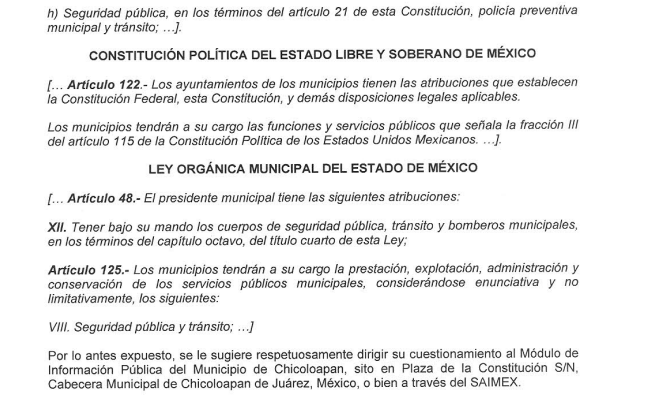 h) Seguridad pública, en los términos del artículo 21 de esta Constitución, policía preventiva
municipal y tránsito; …].
CONSTITUCIÓN POLÍTICA DEL ESTADO LIBRE Y SOBERANO DE MÉXICO
[… Artículo 122.- Los ayuntamientos de los municipios tienen las atribuciones que establecen
la Constitución Federal, esta Constitución, y demás disposiciones legales aplicables.
Los municipios tendrán a su cargo las funciones y servicios públicos que señala la fracción III
del artículo 115 de la Constitución Política de los Estados Unidos Mexicanos. …].
LEY ORGÁNICA MUNICIPAL DEL ESTADO DE MÉXICO
[… Artículo 48.- El presidente municipal tiene las siguientes atribuciones:
XII. Tener bajo su mando los cuerpos de seguridad pública, tránsito y bomberos municipales,
en los términos del capítulo octavo, del título cuarto de esta Ley;
Artículo 125.- Los municipios tendrán a su cargo la prestación, explotación, administración y
conservación de los servicios públicos municipales, considerándose enunciativa y no
limitativamente, los siguientes:
VIII. Seguridad pública y tránsito; …]
Por lo antes expuesto, se le sugiere respetuosamente dirigir su cuestionamiento al Módulo de
Información Pública del Municipio de Chicoloapan, sito en Plaza de la Constitución S/N,
Cabecera Municipal de Chicoloapan de Juárez, México, o bien a través del SAIMEX.